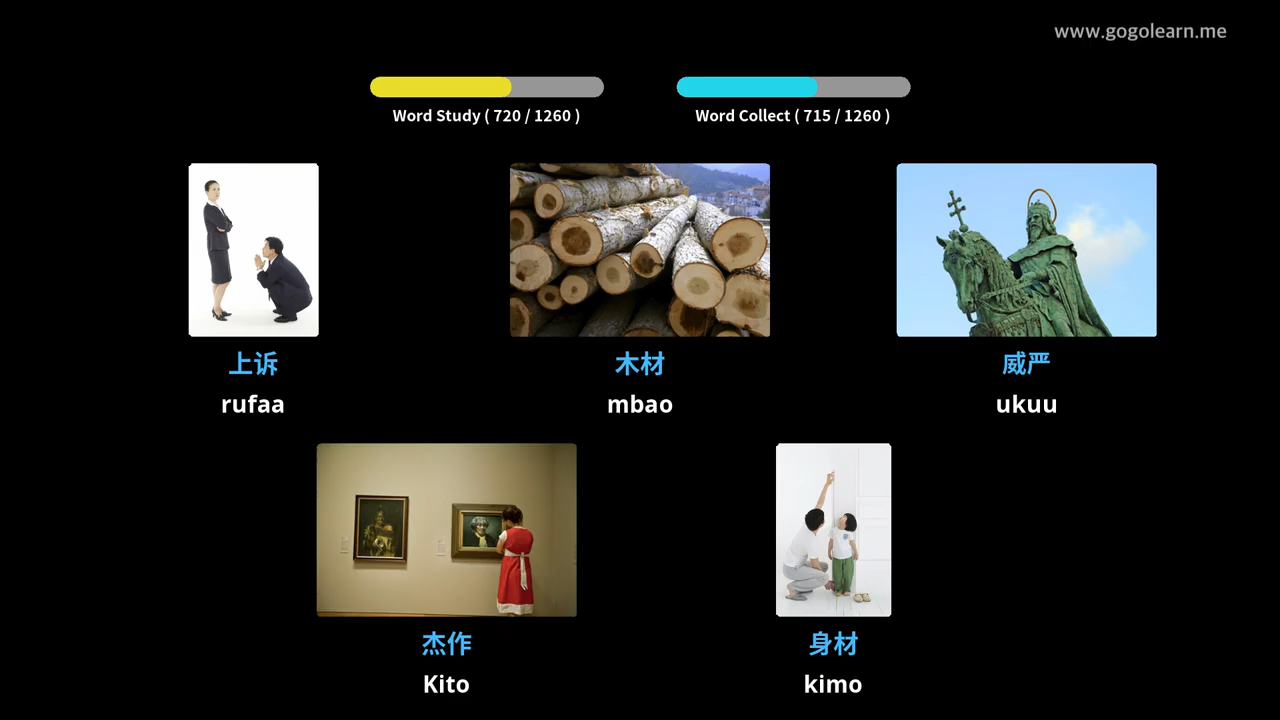 www.gogolearn.me
Word Study ( 720 / 1260 )
Word Collect ( 715 / 1260 )
上诉
rufaa
木材
mbao
威严
ukuu
杰作
Kito
身材
kimo